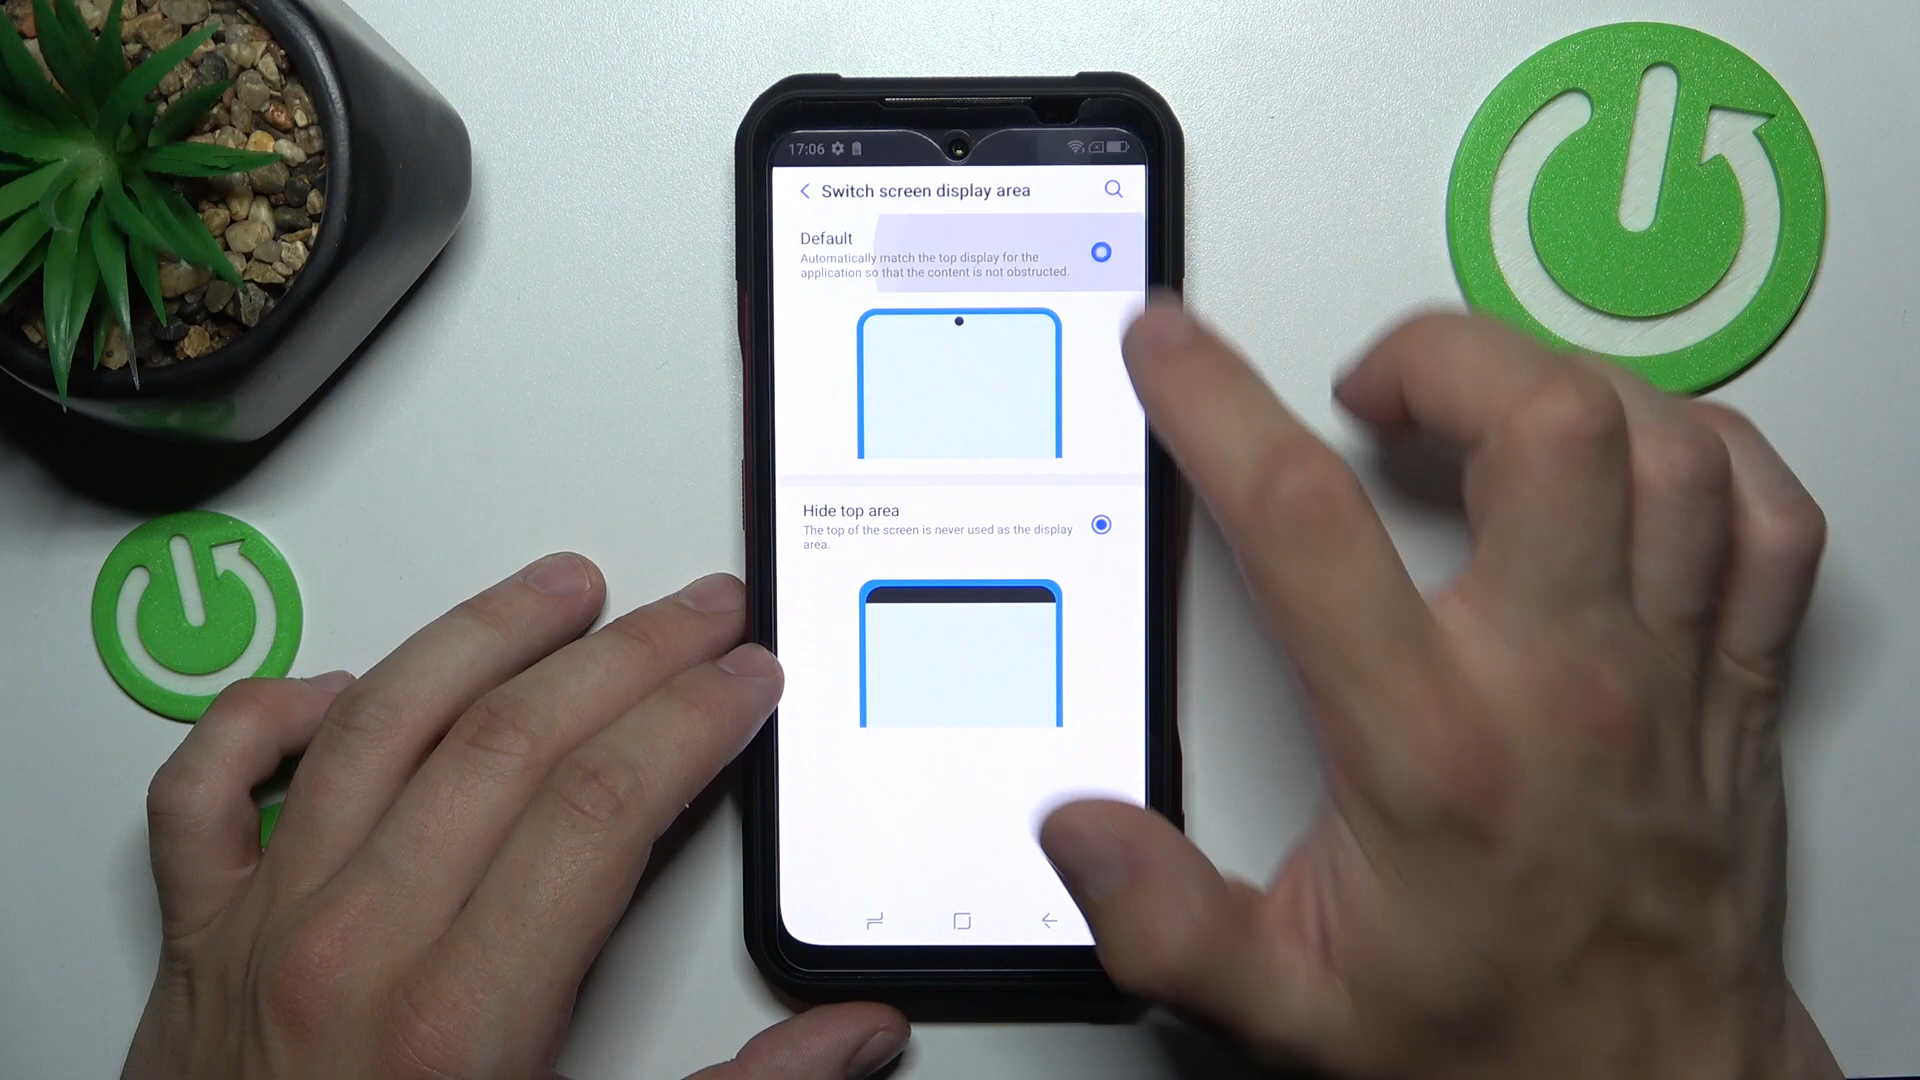 17:06
Switch screen display area
Default
Automatically match the top display for the
application so that the content is not obstructed.
Hide top area
The top of the screen is never used as the display
area.